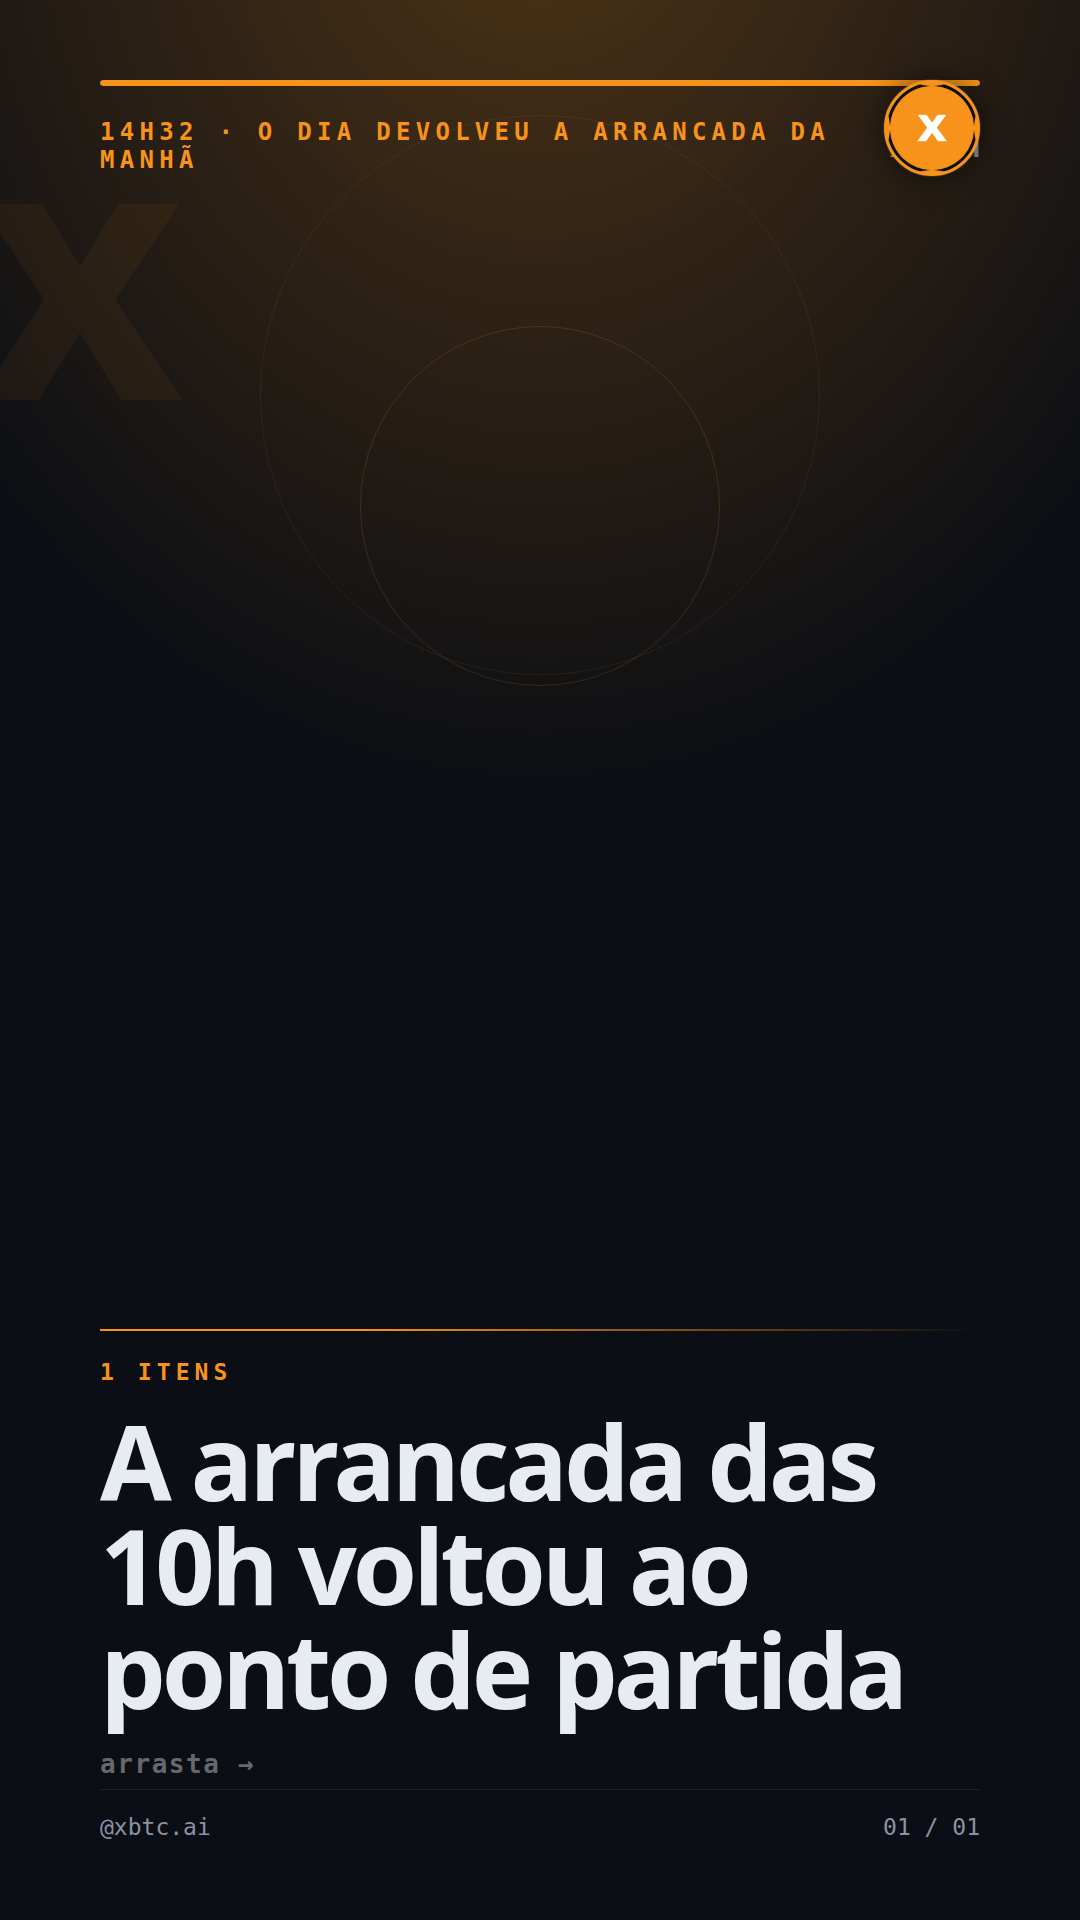 14H32 · O DIA DEVOLVEU A ARRANCADA DA
MANHÃ
X
X
1 ITENS
A arrancada das
10h voltou ao
ponto de partida
arrasta →
@xbtc.ai
01 / 01